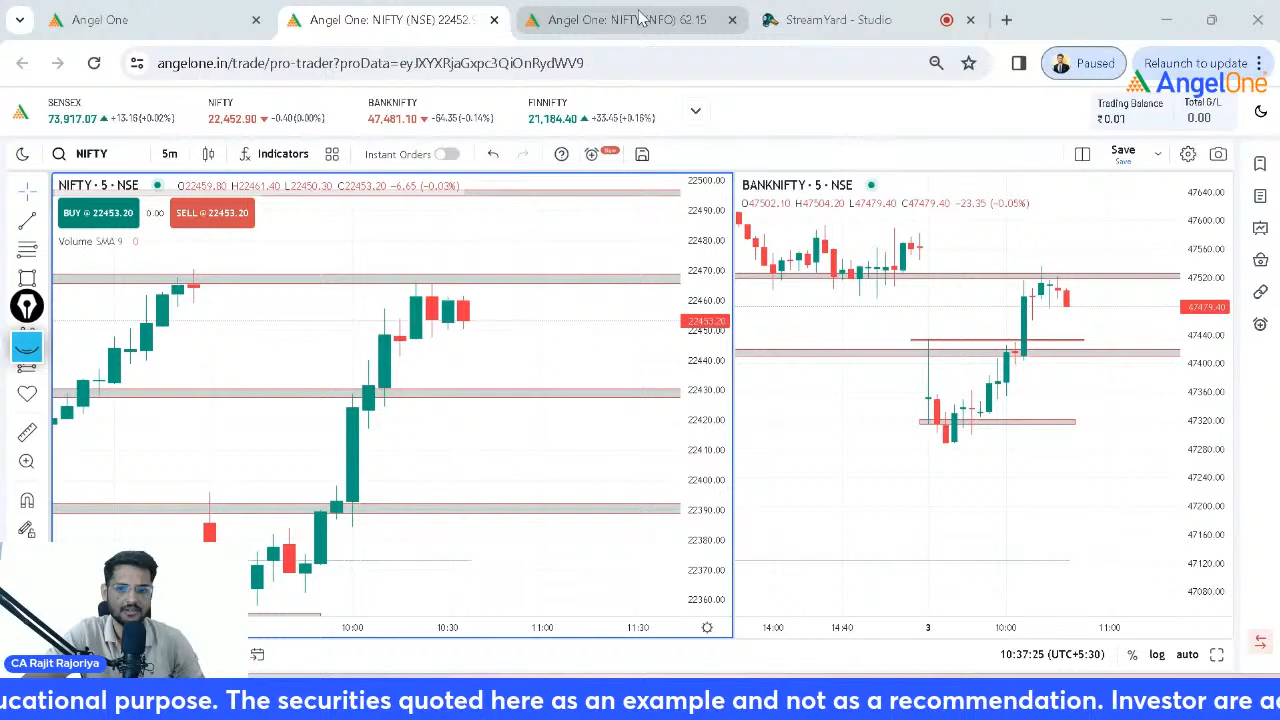 Angel One
Angel One: NIFTY (NSE) 22452.9
Angel One: NIFTY (NFO) 62.15
StreamYard - Studio
angelone.in/trade/pro-trader?proData=eyJXYXRjaGxpc3QiOnRydWV9
Paused
Relaunch to update
AngelOne
SENSEX
73,917.07 +13.16(+0.02%)
NIFTY
22,452.90 -0.40(0.00%)
BANKNIFTY
47,481.10 -64.35(-0.14%)
FINNIFTY
21,184.40 +33.45(+0.16%)
Trading Balance
₹0.01
Total G/L
0.00
NIFTY
5m
Indicators
Instant Orders
New
Save
Save
NIFTY · 5 · NSE
O22459.80 H22461.40 L22450.30 C22453.20 -6.65 (-0.03%)
BUY @ 22453.20
0.00
SELL @ 22453.20
Volume SMA 9 0
22500.00
22490.00
22480.00
22470.00
22460.00
22453.20
22450.00
22440.00
22430.00
22420.00
22410.00
22400.00
22390.00
22380.00
22370.00
22360.00
10:00
10:30
11:00
11:30
BANKNIFTY · 5 · NSE
O47502.10 H47504.20 L47479.40 C47479.40 -23.35 (-0.05%)
47640.00
47600.00
47560.00
47520.00
47479.40
47440.00
47400.00
47360.00
47320.00
47280.00
47240.00
47200.00
47160.00
47120.00
47080.00
14:00
14:40
3
10:00
11:00
10:37:25 (UTC+5:30)
%
log
auto
CA Rajit Rajoriya
ucational purpose. The securities quoted here as an example and not as a recommendation. Investor are ad